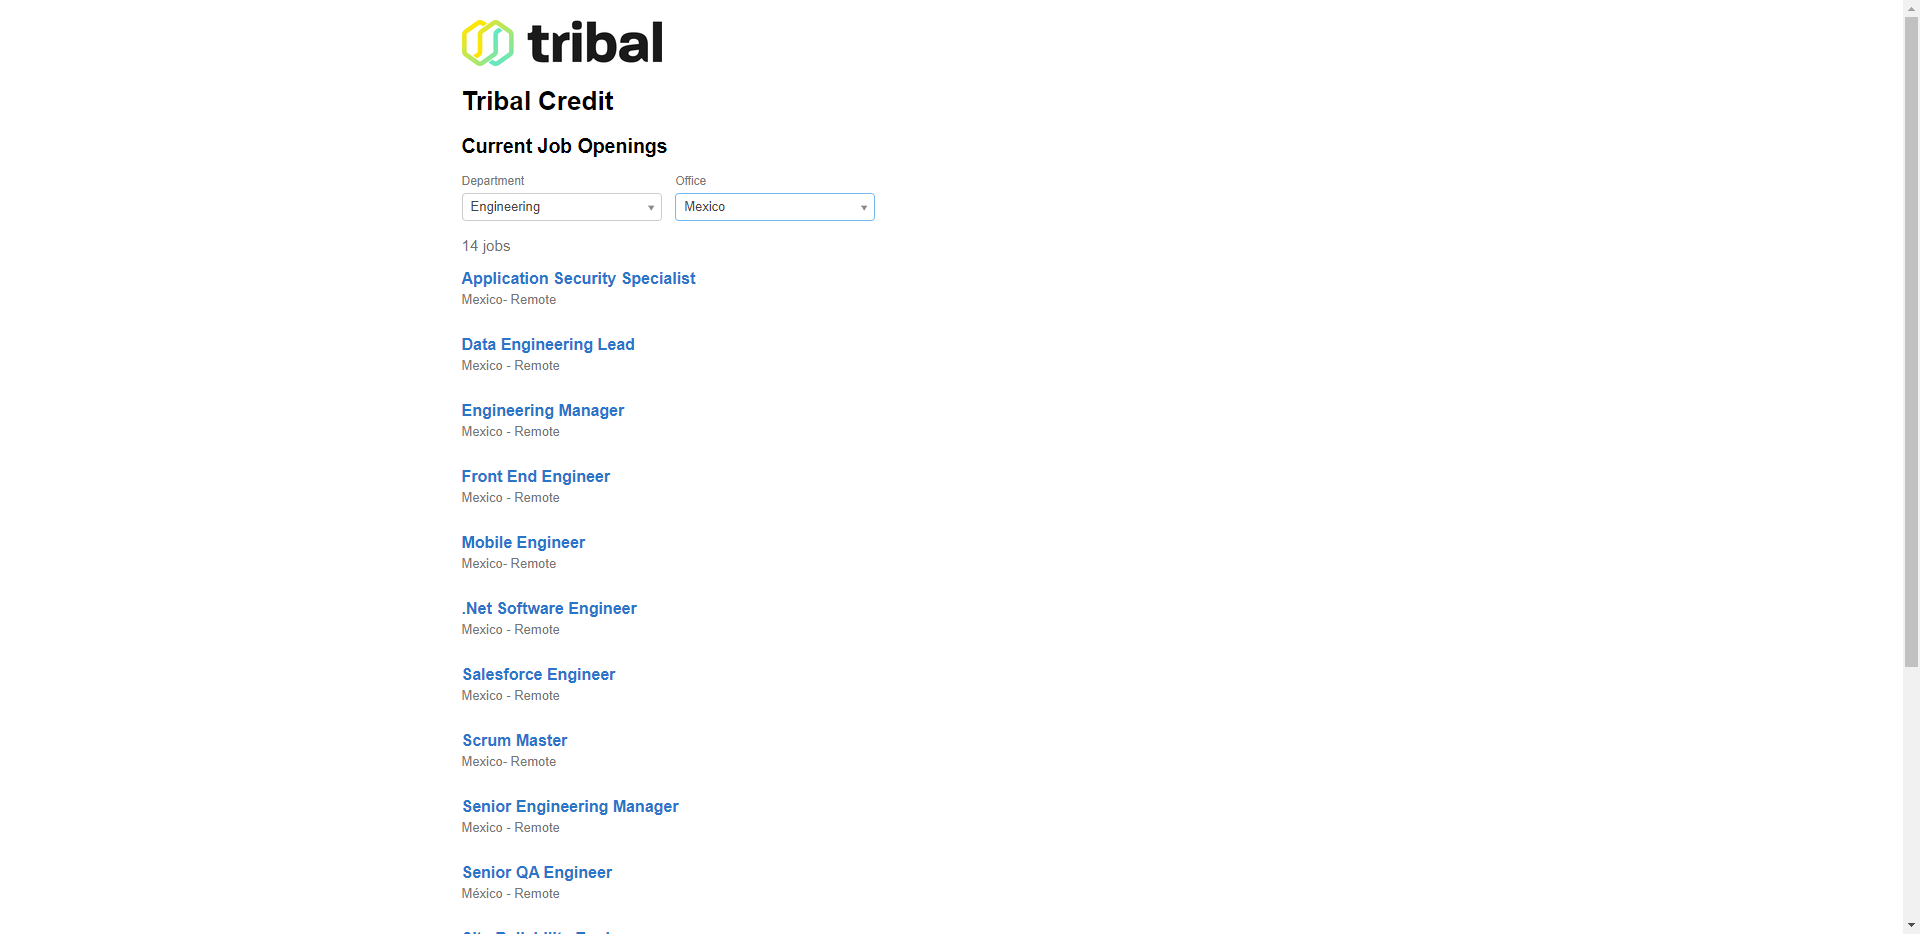 tribal
Tribal Credit
Current Job Openings
Department Office
Engineering Mexico
14 jobs
Application Security Specialist
Mexico- Remote
Data Engineering Lead
Mexico - Remote
Engineering Manager
Mexico - Remote
Front End Engineer
Mexico - Remote
Mobile Engineer
Mexico- Remote
.Net Software Engineer
Mexico - Remote
Salesforce Engineer
Mexico - Remote
Scrum Master
Mexico- Remote
Senior Engineering Manager
Mexico - Remote
Senior QA Engineer
México - Remote